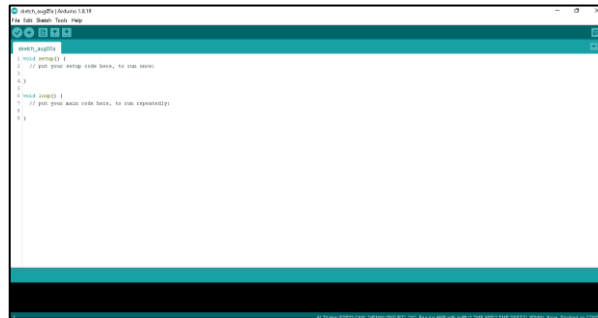 sketch_aug05a | Arduino 1.8.19
File Edit Sketch Tools Help
sketch_aug05a
1 void setup() {
2 // put your setup code here, to run once:
3
4 }
5
6 void loop() {
7 // put your main code here, to run repeatedly:
8
9 }